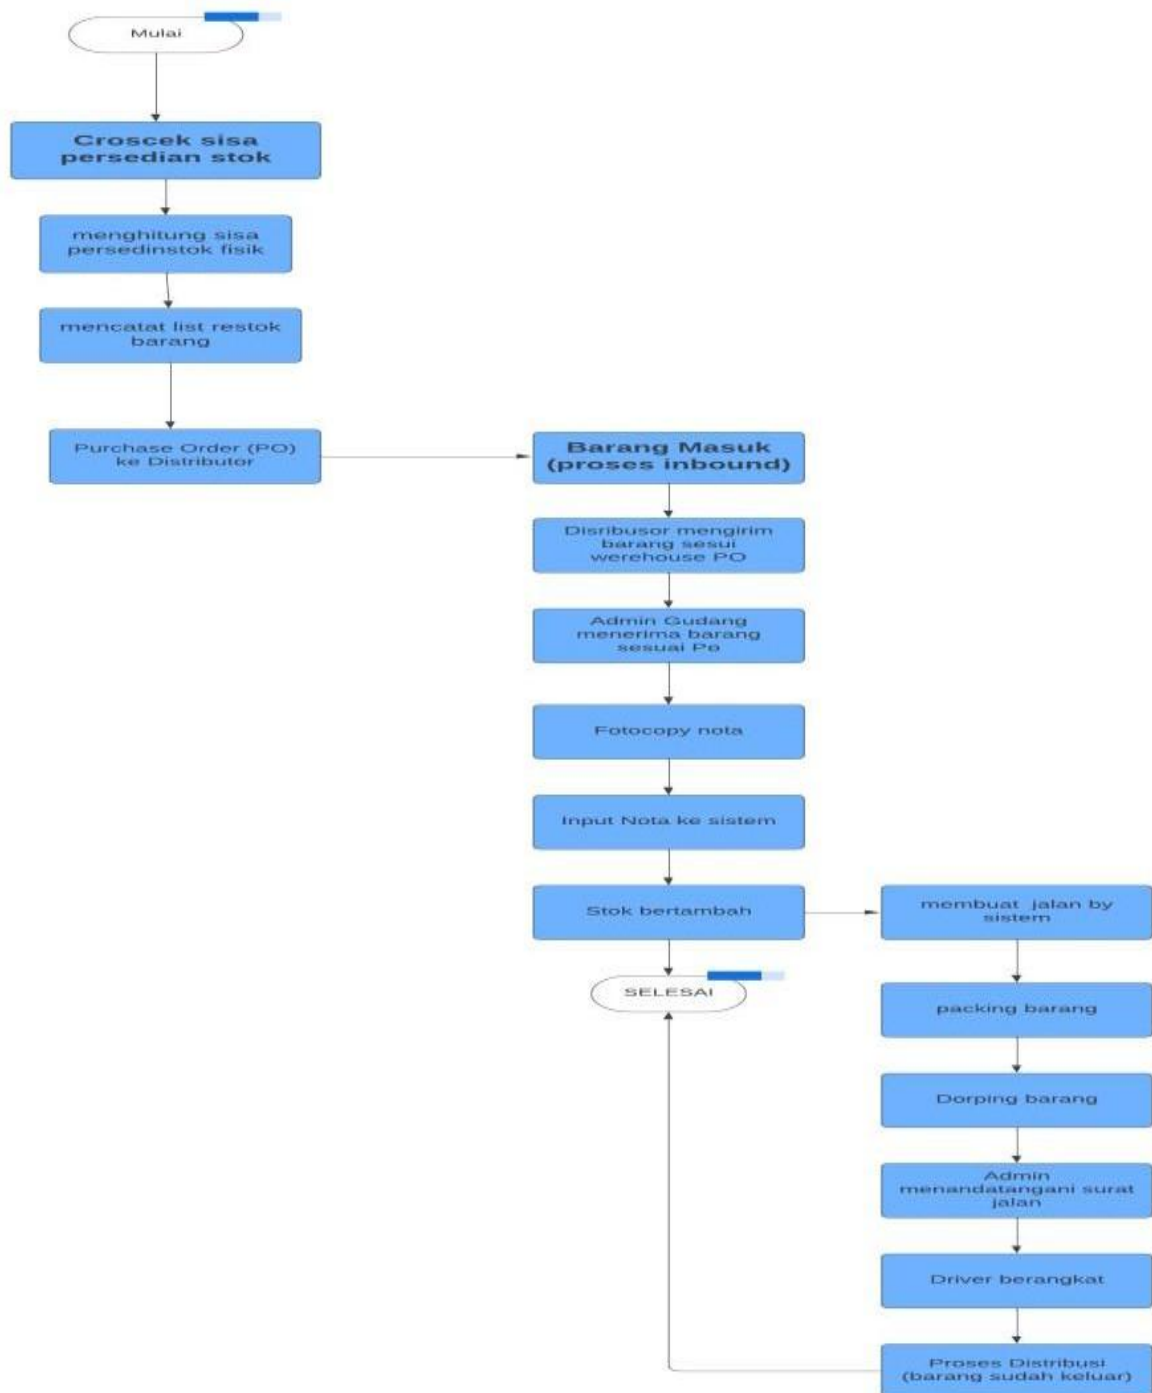 Mulai
Croscek sisa
persedian stok
menghitung sisa
persedinstok fisik
mencatat list restok
barang
Purchase Order (PO)
ke Distributor
Barang Masuk
(proses inbound)
Disribusor mengirim
barang sesui
werehouse PO
Admin Gudang
menerima barang
sesuai Po
Fotocopy nota
Input Nota ke sistem
Stok bertambah
SELESAI
membuat jalan by
sistem
packing barang
Dorping barang
Admin
menandatangani surat
jalan
Driver berangkat
Proses Distribusi
(barang sudah keluar)